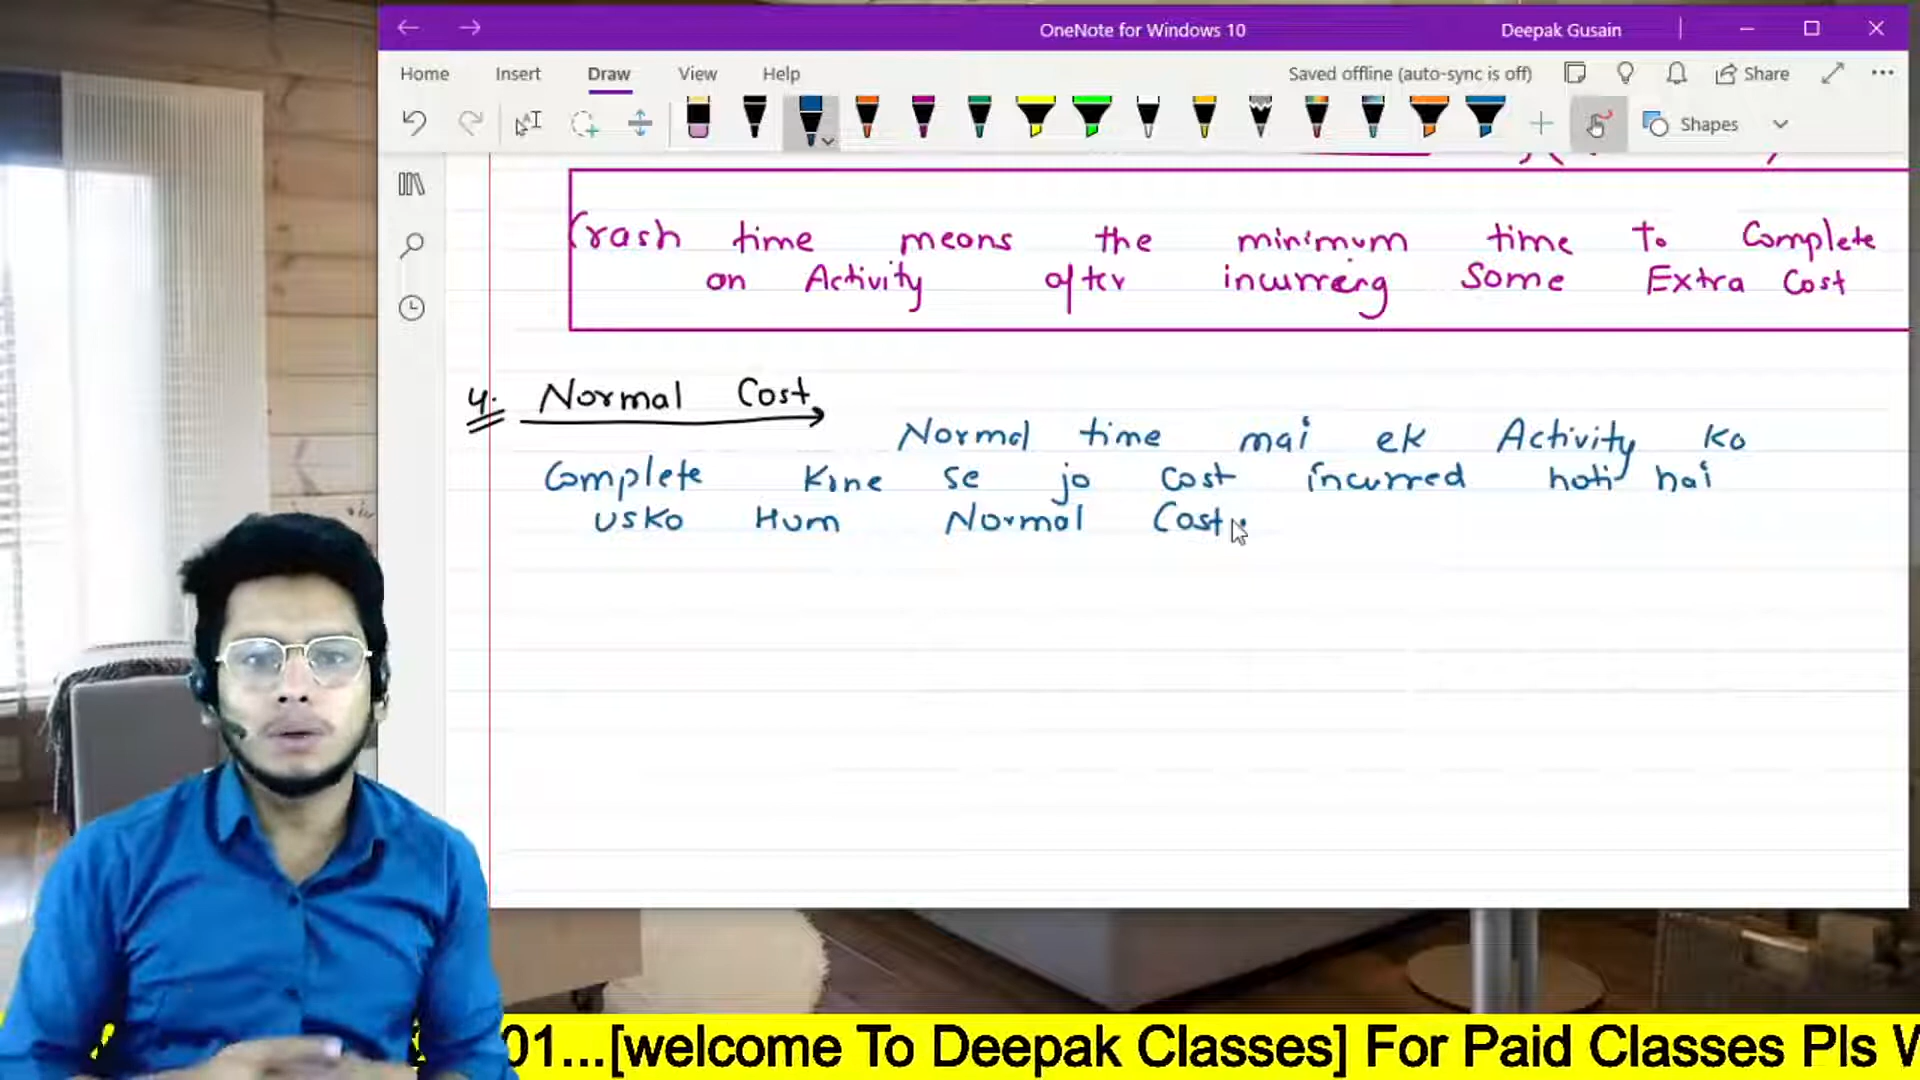 OneNote for Windows 10
Deepak Gusain
Home Insert Draw View Help
Saved offline (auto-sync is off)
Share
Shapes
Crash time means the minimum time To Complete
an Activity after incurring Some Extra Cost
4. Normal Cost
Normal time mai ek Activity Ko
Complete Krne se jo Cost incurred hoti hai
usko Hum Normal Cost
01...[welcome To Deepak Classes] For Paid Classes Pls